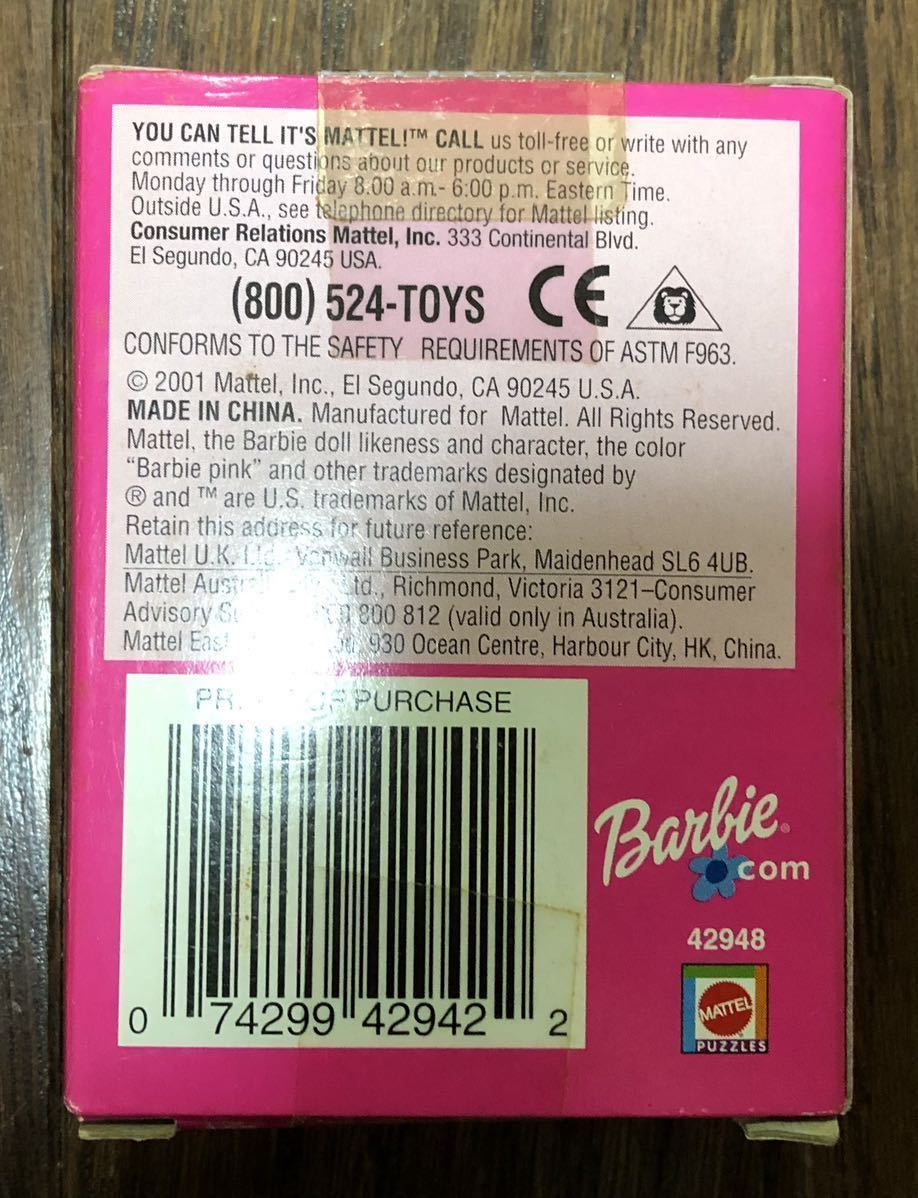 YOU CAN TELL IT'S MATTEL!™ CALL us toll-free or write with any
comments or questions about our products or service.
Monday through Friday 8:00 a.m.- 6:00 p.m. Eastern Time.
Outside U.S.A., see telephone directory for Mattel listing.
Consumer Relations Mattel, Inc. 333 Continental Blvd.
El Segundo, CA 90245 USA.
(800) 524-TOYS CE
CONFORMS TO THE SAFETY REQUIREMENTS OF ASTM F963.
© 2001 Mattel, Inc., El Segundo, CA 90245 U.S.A.
MADE IN CHINA. Manufactured for Mattel. All Rights Reserved.
Mattel, the Barbie doll likeness and character, the color
“Barbie pink” and other trademarks designated by
® and ™ are U.S. trademarks of Mattel, Inc.
Retain this address for future reference:
Mattel U.K. Ltd., Vanwall Business Park, Maidenhead SL6 4UB.
Mattel Richmond, Victoria 3121–Consumer
Advisory 800 812 (valid only in Australia).
Mattel East 930 Ocean Centre, Harbour City, HK, China.
PURCHASE
0 74299 42942 2
Barbie®
com
42948
MATTEL
PUZZLES